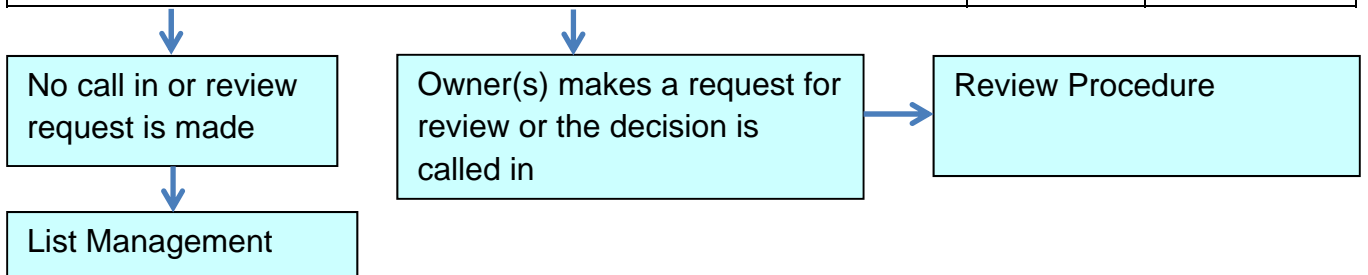 No call in or review
request is made
Owner(s) makes a request for
review or the decision is
called in
Review Procedure
List Management